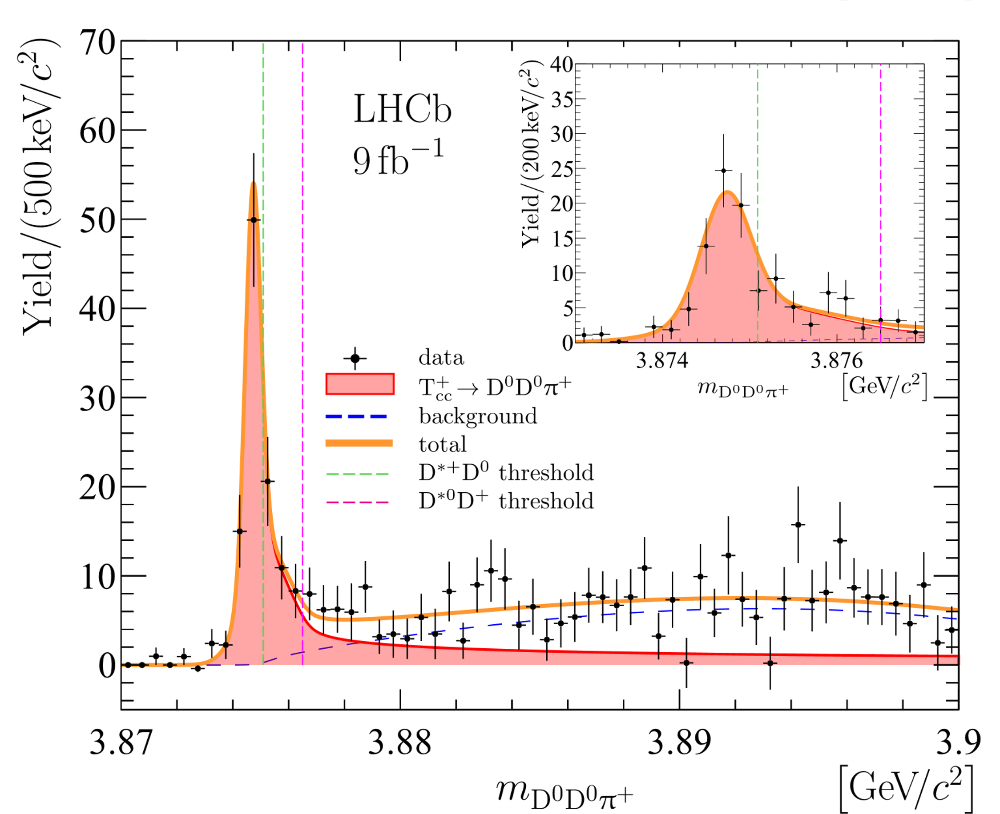 Yield/(500 keV/c²)
70
60
50
40
30
20
10
0
LHCb
9 fb⁻¹
data
T⁺cc → D⁰D⁰π⁺
background
total
D*⁺D⁰ threshold
D*⁰D⁺ threshold
3.87
3.88
3.89
3.9
m_D⁰D⁰π⁺
[GeV/c²]
Yield/(200 keV/c²)
40
35
30
25
20
15
10
5
0
3.874
3.876
m_D⁰D⁰π⁺
[GeV/c²]